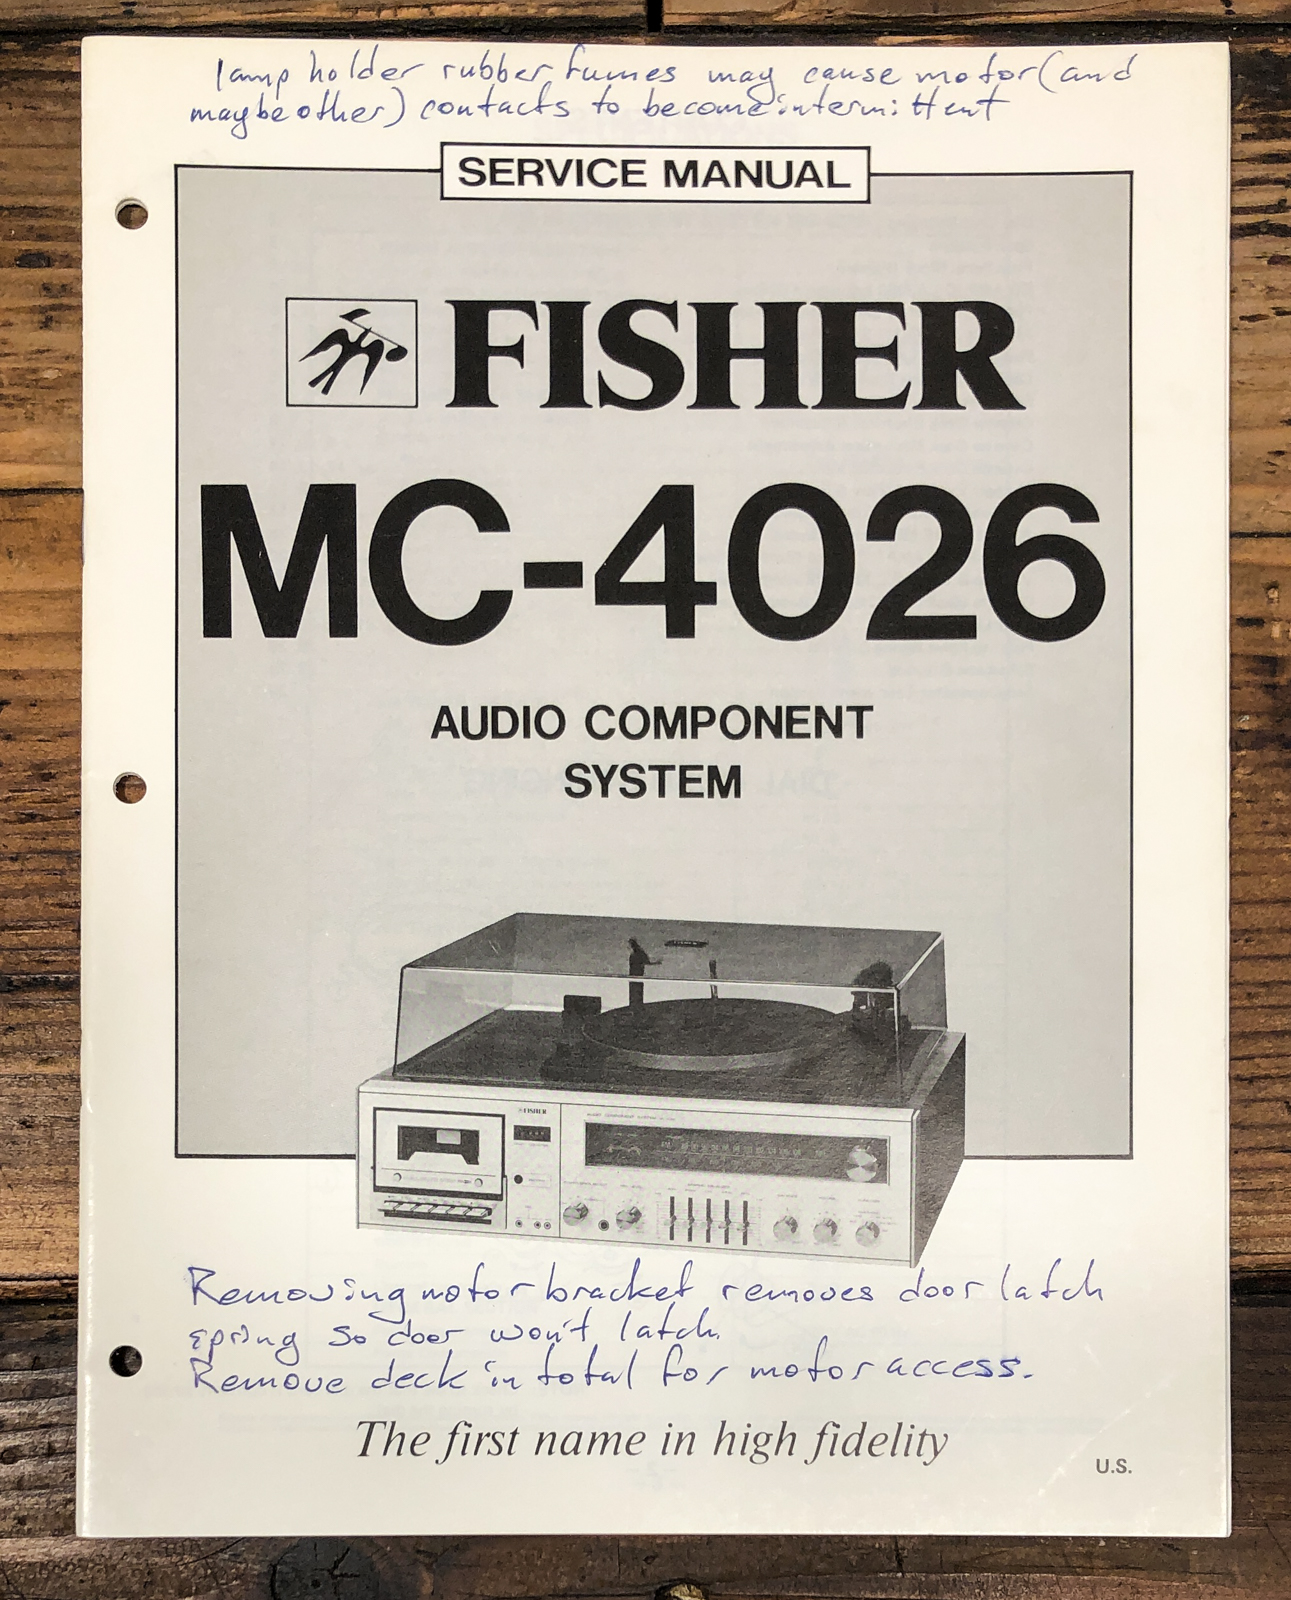 lamp holder rubber fumes may cause motor (and
maybe other) contacts to become intermittent
SERVICE MANUAL
FISHER
MC-4026
AUDIO COMPONENT
SYSTEM
FISHER
Removing motor bracket removes door latch
spring so door won't latch.
Remove deck in total for motor access.
The first name in high fidelity
U.S.